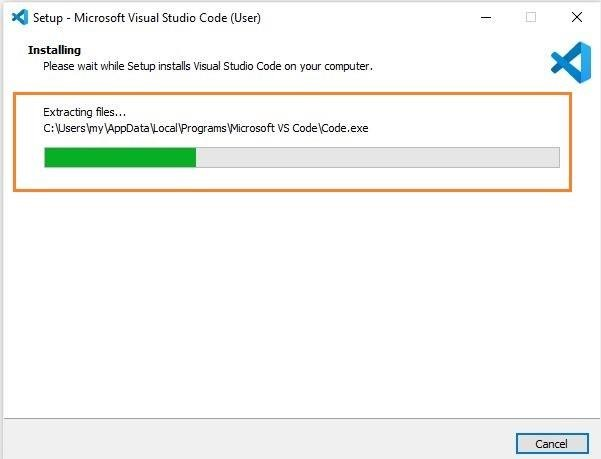 Setup - Microsoft Visual Studio Code (User)
Installing
Please wait while Setup installs Visual Studio Code on your computer.
Extracting files...
C:\Users\my\AppData\Local\Programs\Microsoft VS Code\Code.exe
Cancel